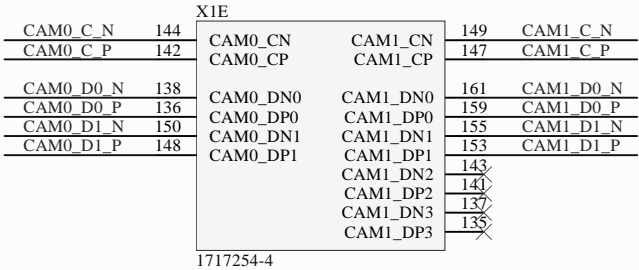 X1E
CAM0_C_N 144 CAM0_CN CAM1_CN 149 CAM1_C_N
CAM0_C_P 142 CAM0_CP CAM1_CP 147 CAM1_C_P
CAM0_D0_N 138 CAM0_DN0 CAM1_DN0 161 CAM1_D0_N
CAM0_D0_P 136 CAM0_DP0 CAM1_DP0 159 CAM1_D0_P
CAM0_D1_N 150 CAM0_DN1 CAM1_DN1 155 CAM1_D1_N
CAM0_D1_P 148 CAM0_DP1 CAM1_DP1 153 CAM1_D1_P
CAM1_DN2 143
CAM1_DP2 141
CAM1_DN3 137
CAM1_DP3 135
1717254-4